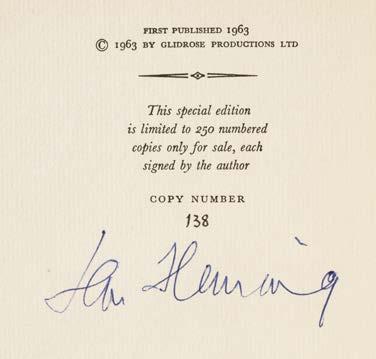 FIRST PUBLISHED 1963
© 1963 BY GLIDROSE PRODUCTIONS LTD
This special edition
is limited to 250 numbered
copies only for sale, each
signed by the author
COPY NUMBER
138
Ian Fleming